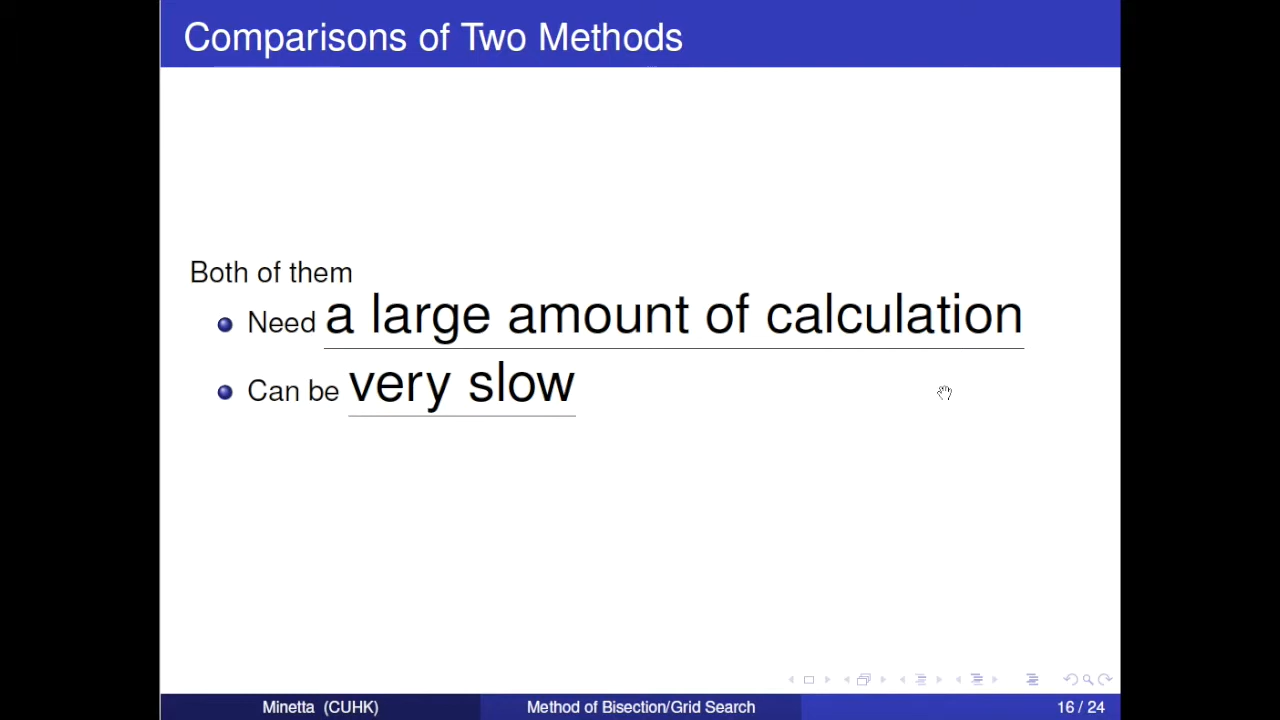 Comparisons of Two Methods
Both of them
Need a large amount of calculation
Can be very slow
Minetta (CUHK) Method of Bisection/Grid Search 16 / 24